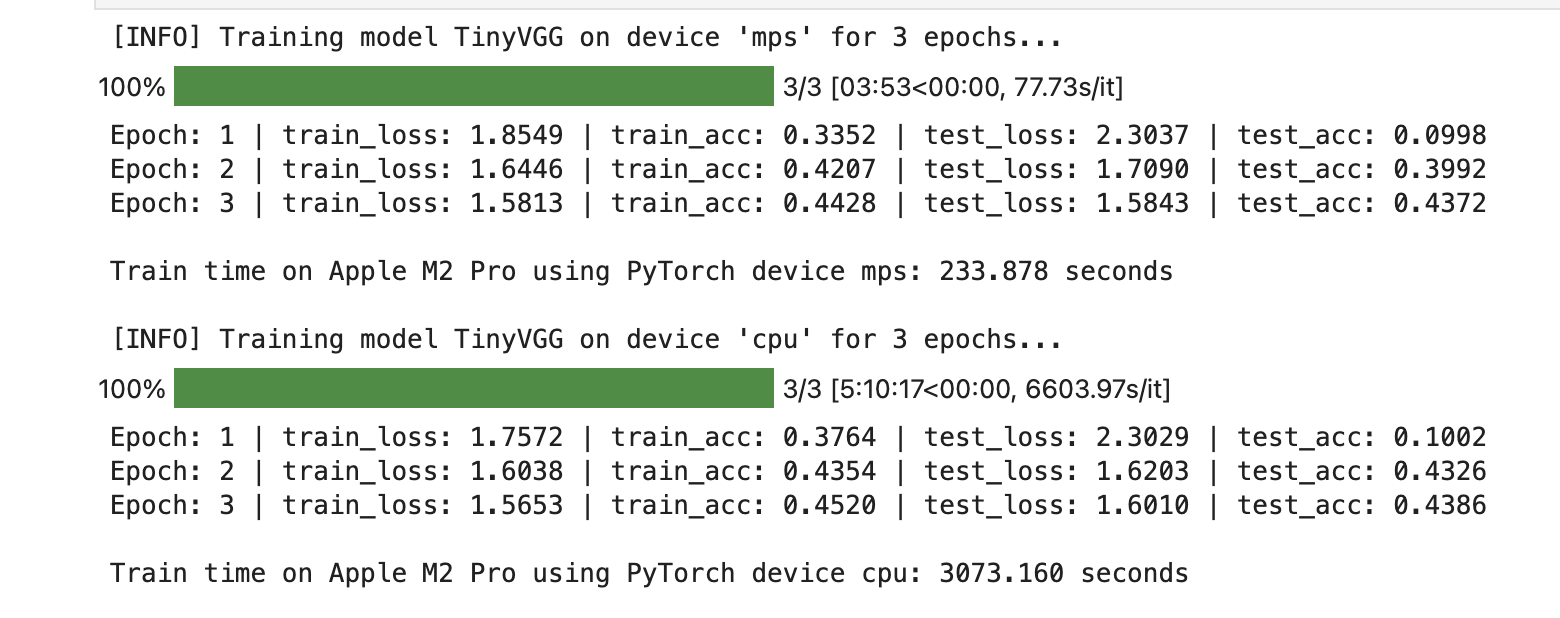 [INFO] Training model TinyVGG on device 'mps' for 3 epochs...
100% 3/3 [03:53<00:00, 77.73s/it]
Epoch: 1 | train_loss: 1.8549 | train_acc: 0.3352 | test_loss: 2.3037 | test_acc: 0.0998
Epoch: 2 | train_loss: 1.6446 | train_acc: 0.4207 | test_loss: 1.7090 | test_acc: 0.3992
Epoch: 3 | train_loss: 1.5813 | train_acc: 0.4428 | test_loss: 1.5843 | test_acc: 0.4372
Train time on Apple M2 Pro using PyTorch device mps: 233.878 seconds
[INFO] Training model TinyVGG on device 'cpu' for 3 epochs...
100% 3/3 [5:10:17<00:00, 6603.97s/it]
Epoch: 1 | train_loss: 1.7572 | train_acc: 0.3764 | test_loss: 2.3029 | test_acc: 0.1002
Epoch: 2 | train_loss: 1.6038 | train_acc: 0.4354 | test_loss: 1.6203 | test_acc: 0.4326
Epoch: 3 | train_loss: 1.5653 | train_acc: 0.4520 | test_loss: 1.6010 | test_acc: 0.4386
Train time on Apple M2 Pro using PyTorch device cpu: 3073.160 seconds